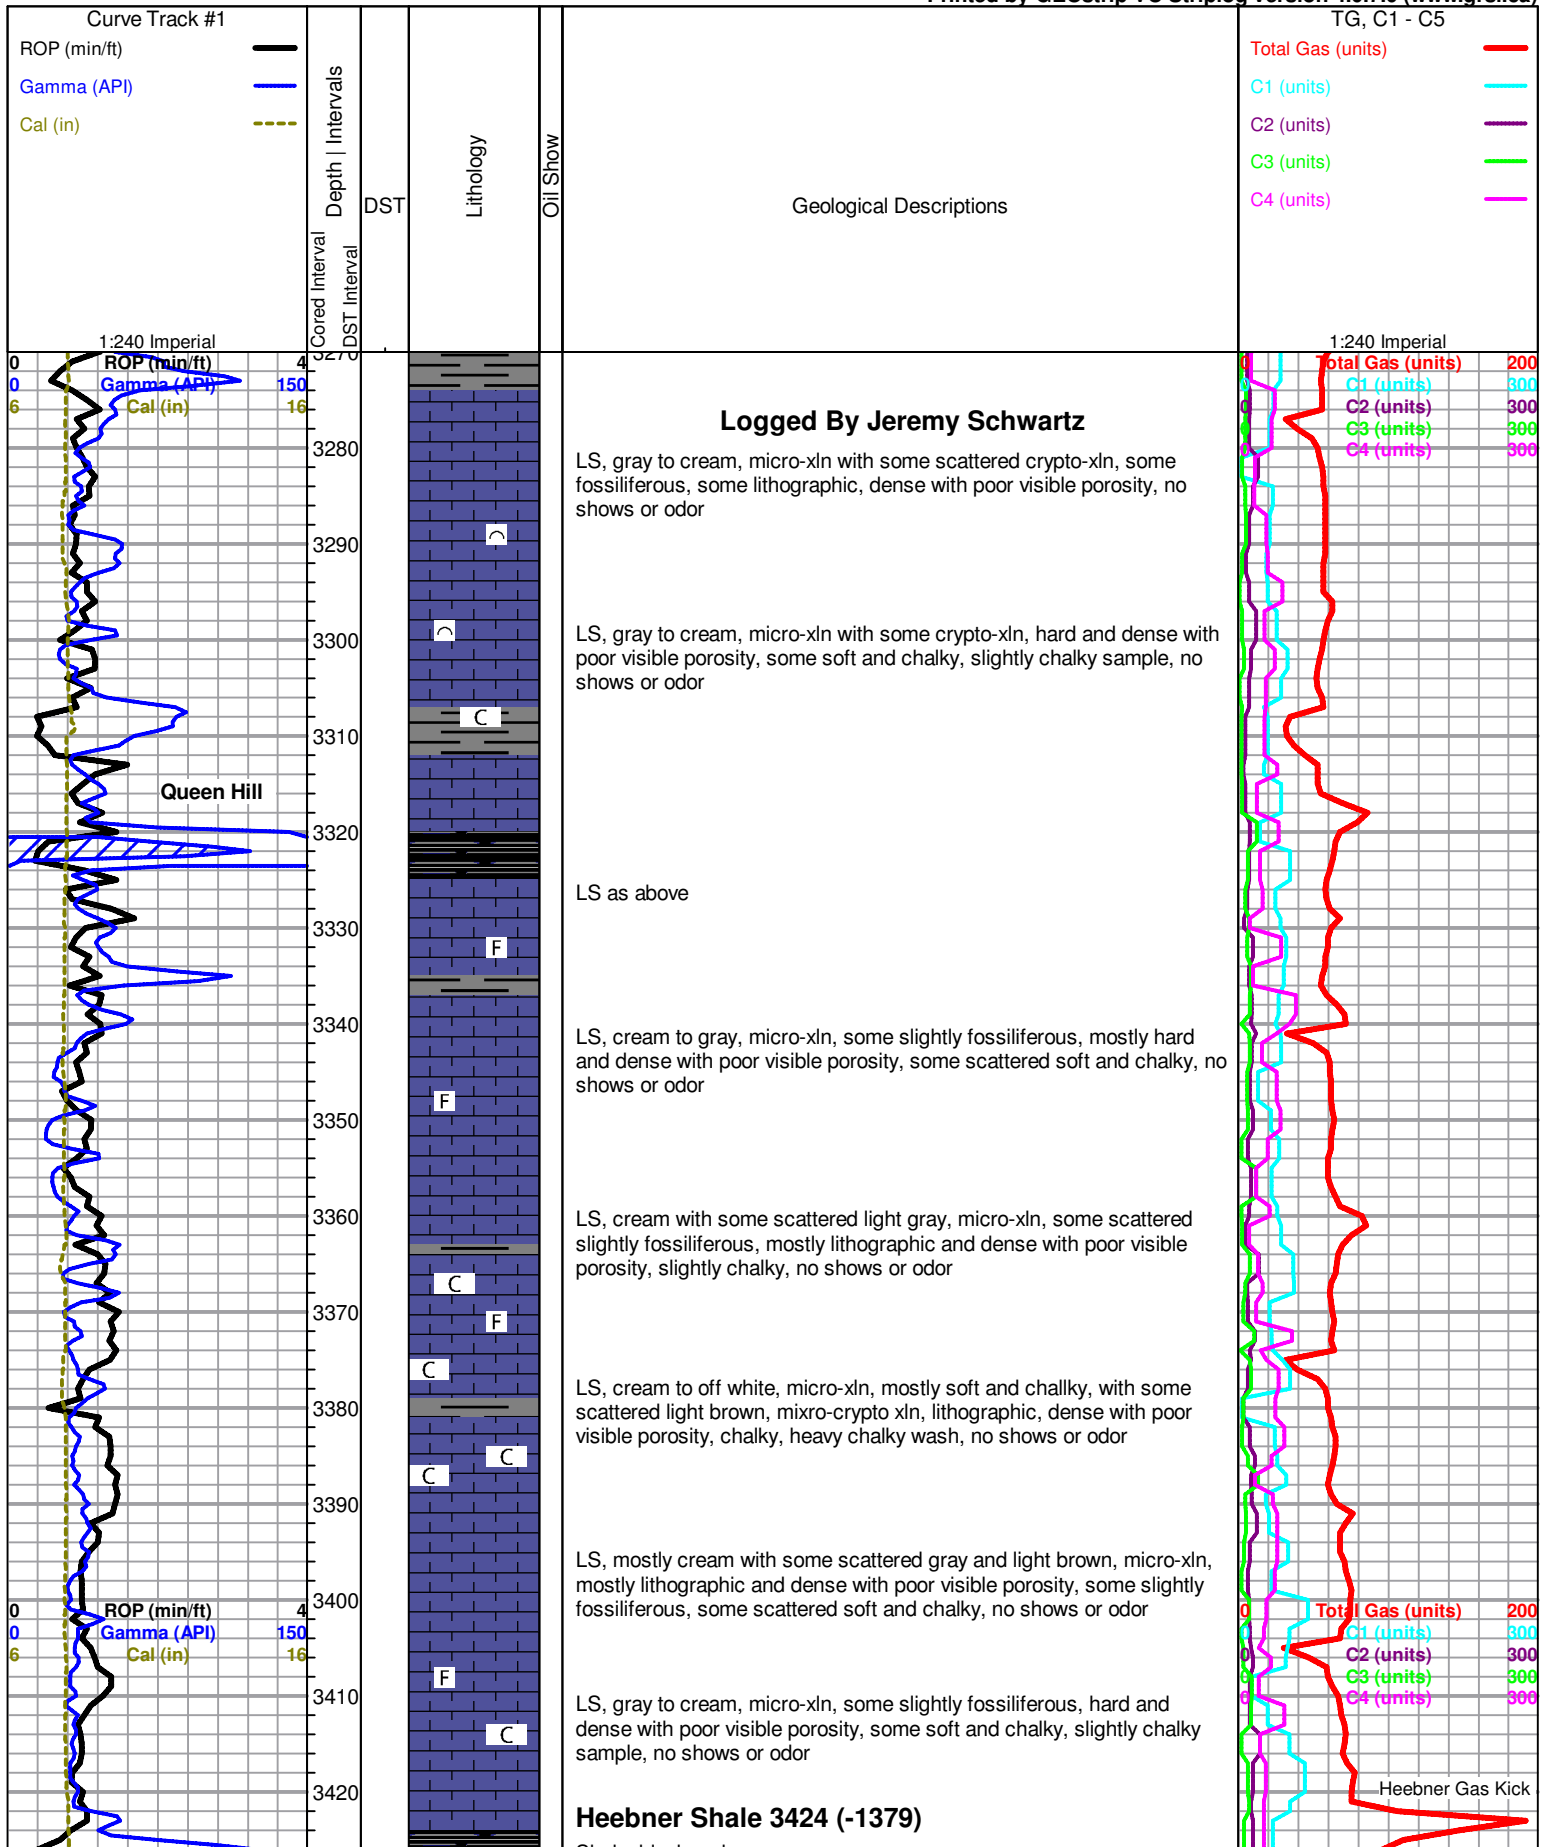 Curve Track #1
ROP (min/ft)
Gamma (API)
Cal (in)
1:240 Imperial
Depth | Intervals
Cored Interval
DST Interval
DST
Lithology
Oil Show
Geological Descriptions
TG, C1 - C5
Total Gas (units)
C1 (units)
C2 (units)
C3 (units)
C4 (units)
1:240 Imperial
0 ROP (min/ft) 4
0 Gamma (API) 150
6 Cal (in) 16
3270
3280
3290
3300
3310
3320
3330
3340
3350
3360
3370
3380
3390
3400
3410
3420
Queen Hill
0 ROP (min/ft) 4
0 Gamma (API) 150
6 Cal (in) 16
C
F
F
C
F
C
C
C
F
C
Logged By Jeremy Schwartz
LS, gray to cream, micro-xln with some scattered crypto-xln, some
fossiliferous, some lithographic, dense with poor visible porosity, no
shows or odor
LS, gray to cream, micro-xln with some crypto-xln, hard and dense with
poor visible porosity, some soft and chalky, slightly chalky sample, no
shows or odor
LS as above
LS, cream to gray, micro-xln, some slightly fossiliferous, mostly hard
and dense with poor visible porosity, some scattered soft and chalky, no
shows or odor
LS, cream with some scattered light gray, micro-xln, some scattered
slightly fossiliferous, mostly lithographic and dense with poor visible
porosity, slightly chalky, no shows or odor
LS, cream to off white, micro-xln, mostly soft and challky, with some
scattered light brown, mixro-crypto xln, lithographic, dense with poor
visible porosity, chalky, heavy chalky wash, no shows or odor
LS, mostly cream with some scattered gray and light brown, micro-xln,
mostly lithographic and dense with poor visible porosity, some slightly
fossiliferous, some scattered soft and chalky, no shows or odor
LS, gray to cream, micro-xln, some slightly fossiliferous, hard and
dense with poor visible porosity, some soft and chalky, slightly chalky
sample, no shows or odor
Heebner Shale 3424 (-1379)
0 Total Gas (units) 200
C1 (units) 300
0 C2 (units) 300
0 C3 (units) 300
0 C4 (units) 300
0 Total Gas (units) 200
0 C1 (units) 300
0 C2 (units) 300
0 C3 (units) 300
0 C4 (units) 300
Heebner Gas Kick